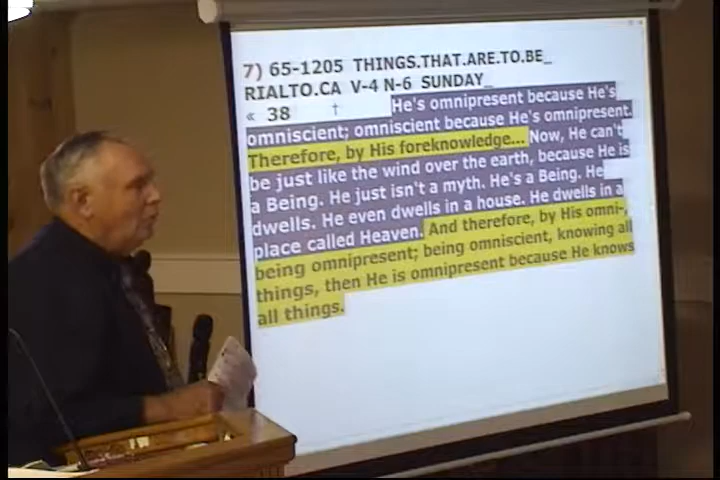 7) 65-1205 THINGS.THAT.ARE.TO.BE_
RIALTO.CA V-4 N-6 SUNDAY_
« 38 † He's omnipresent because He's
omniscient; omniscient because He's omnipresent.
Therefore, by His foreknowledge... Now, He can't
be just like the wind over the earth, because He is
a Being. He just isn't a myth. He's a Being. He
dwells. He even dwells in a house. He dwells in a
place called Heaven. And therefore, by His omni-,
being omnipresent; being omniscient, knowing all
things, then He is omnipresent because He knows
all things.